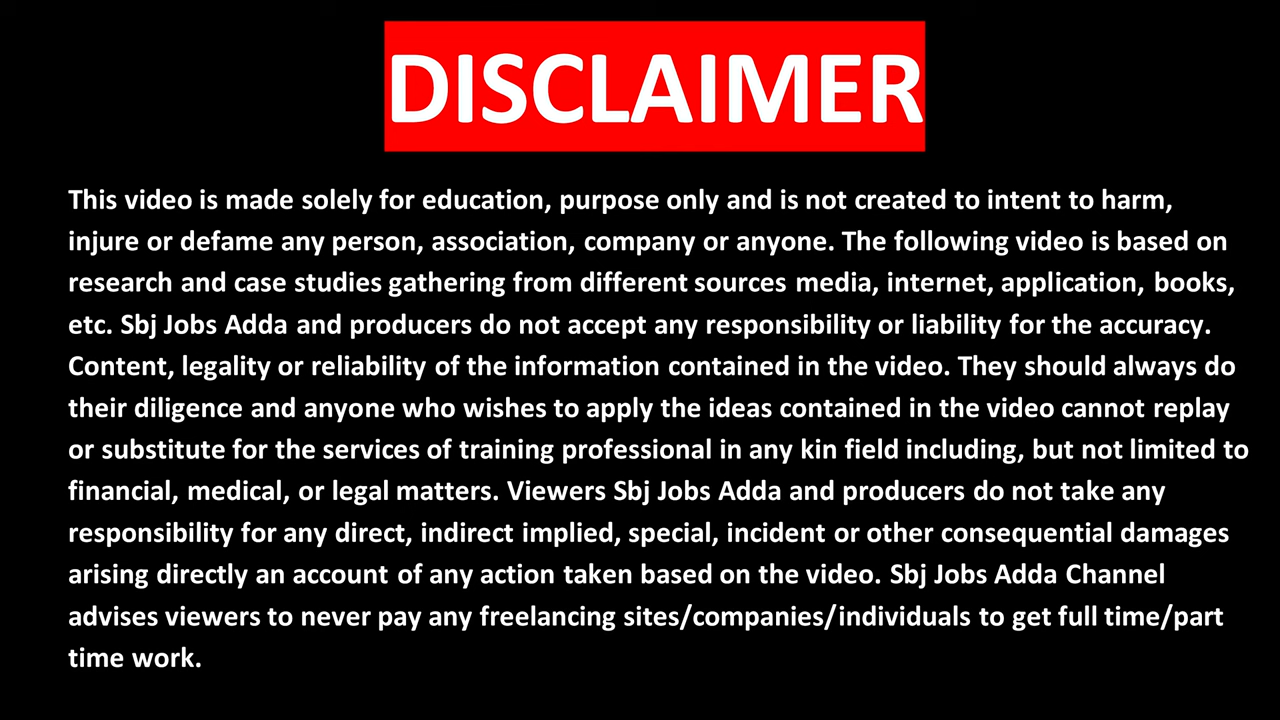 DISCLAIMER
This video is made solely for education, purpose only and is not created to intent to harm,
injure or defame any person, association, company or anyone. The following video is based on
research and case studies gathering from different sources media, internet, application, books,
etc. Sbj Jobs Adda and producers do not accept any responsibility or liability for the accuracy.
Content, legality or reliability of the information contained in the video. They should always do
their diligence and anyone who wishes to apply the ideas contained in the video cannot replay
or substitute for the services of training professional in any kin field including, but not limited to
financial, medical, or legal matters. Viewers Sbj Jobs Adda and producers do not take any
responsibility for any direct, indirect implied, special, incident or other consequential damages
arising directly an account of any action taken based on the video. Sbj Jobs Adda Channel
advises viewers to never pay any freelancing sites/companies/individuals to get full time/part
time work.